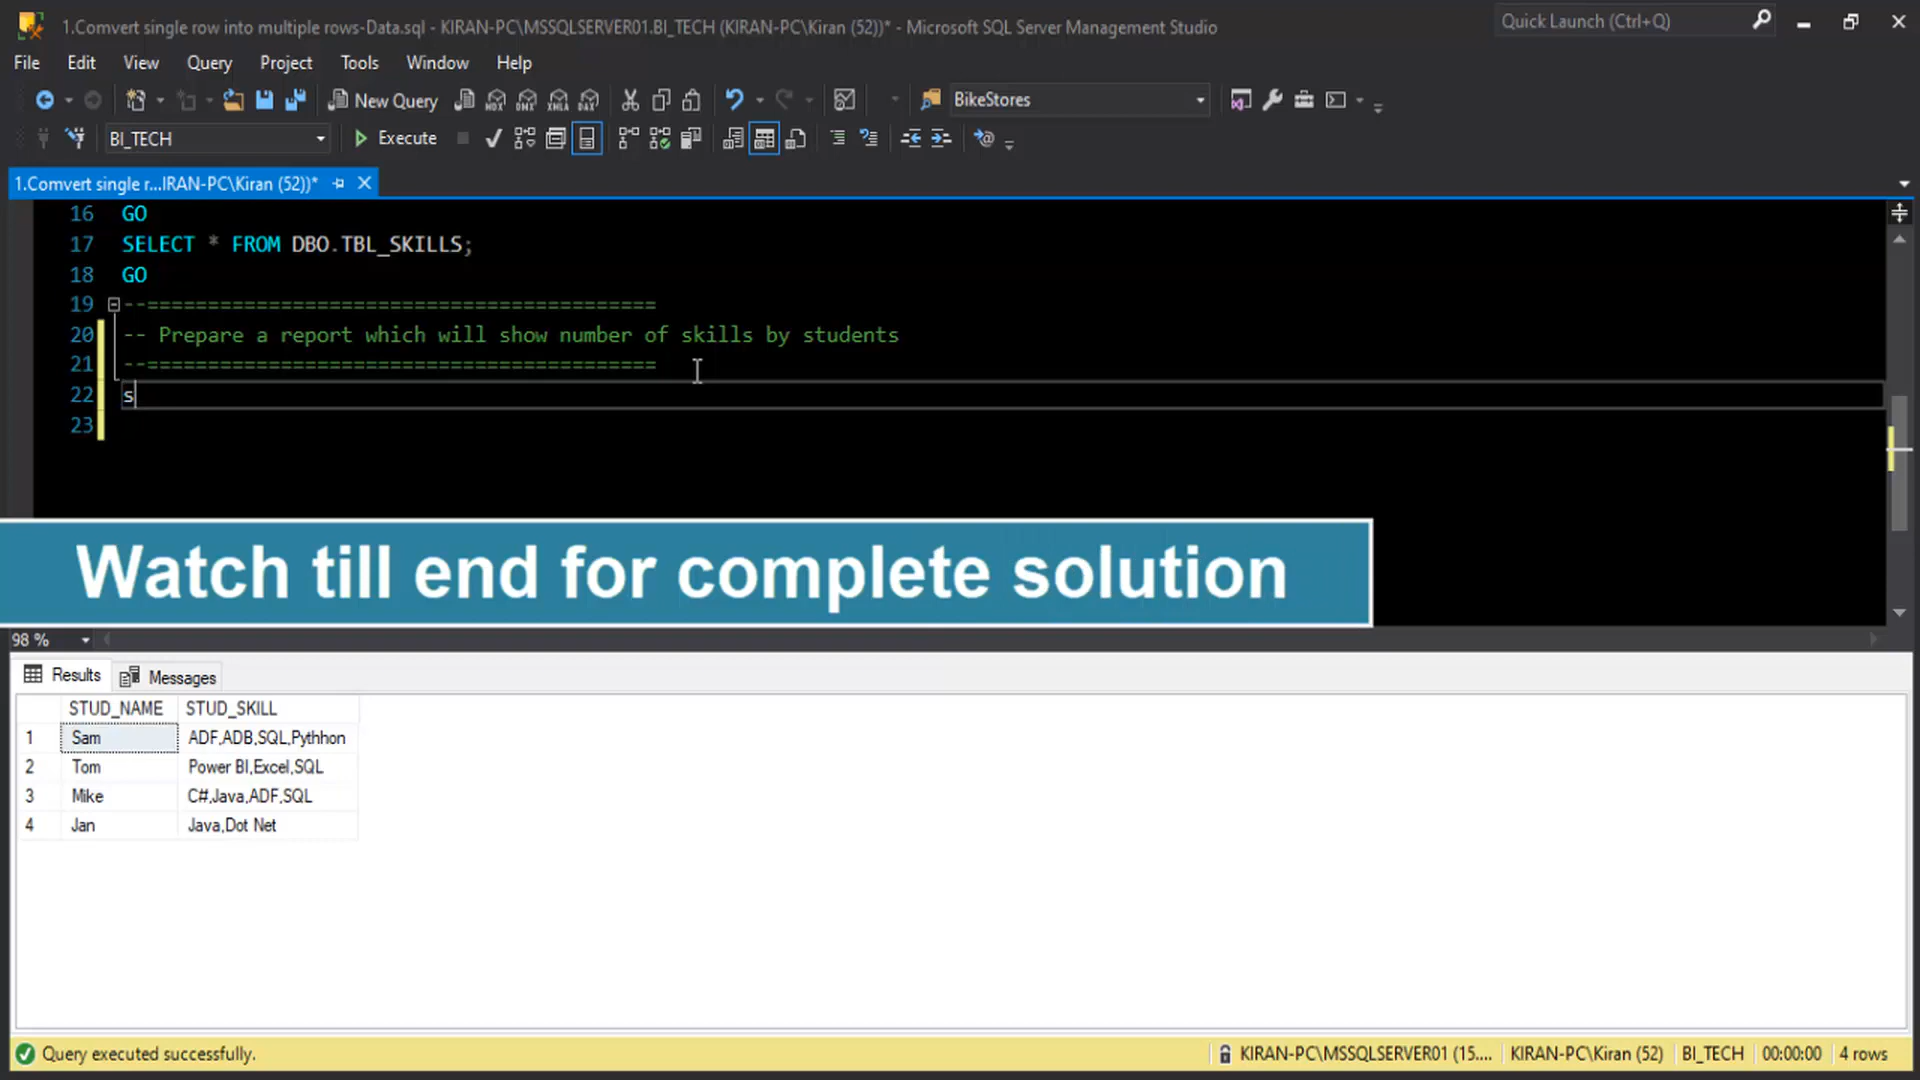 1.Comvert single row into multiple rows-Data.sql - KIRAN-PC\MSSQLSERVER01.BI_TECH (KIRAN-PC\Kiran (52))* - Microsoft SQL Server Management Studio
Quick Launch (Ctrl+Q)
File Edit View Query Project Tools Window Help
New Query BikeStores
BI_TECH Execute
1.Comvert single r...IRAN-PC\Kiran (52))*
16 GO
17 SELECT * FROM DBO.TBL_SKILLS;
18 GO
19 --==========================================
20 -- Prepare a report which will show number of skills by students
21 --==========================================
22 s
23
Watch till end for complete solution
98 %
Results Messages
STUD_NAME STUD_SKILL
1 Sam ADF,ADB,SQL,Pythhon
2 Tom Power BI,Excel,SQL
3 Mike C#,Java,ADF,SQL
4 Jan Java,Dot Net
Query executed successfully. KIRAN-PC\MSSQLSERVER01 (15.... KIRAN-PC\Kiran (52) BI_TECH 00:00:00 4 rows